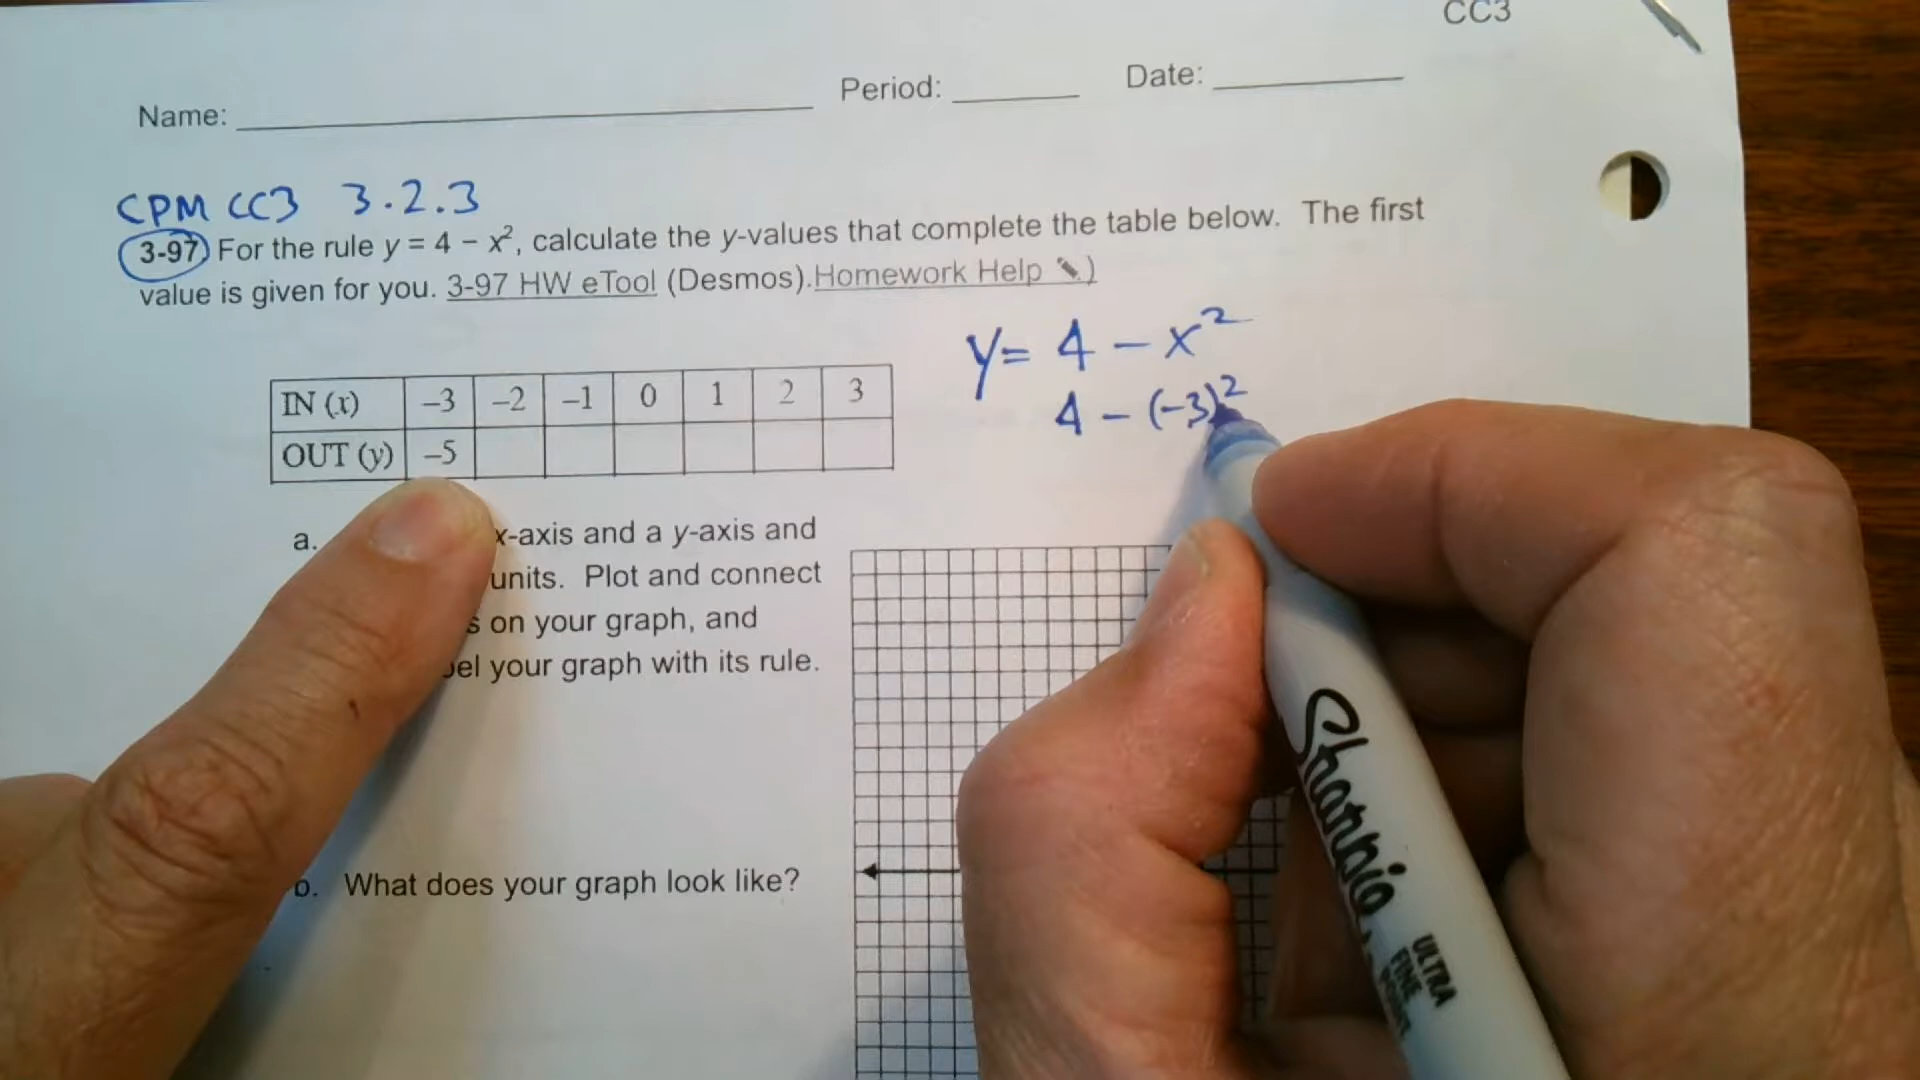 CC3
Name: Period: Date:
CPM CC3 3.2.3
3-97) For the rule y = 4 – x², calculate the y-values that complete the table below. The first
value is given for you. 3-97 HW eTool (Desmos).Homework Help ✎)
y= 4 – x²
4 – (–3)²
IN (x) –3 –2 –1 0 1 2 3
OUT (y) –5
a. x-axis and a y-axis and
units. Plot and connect
on your graph, and
your graph with its rule.
What does your graph look like?
Sharpie
ULTRA
FINE